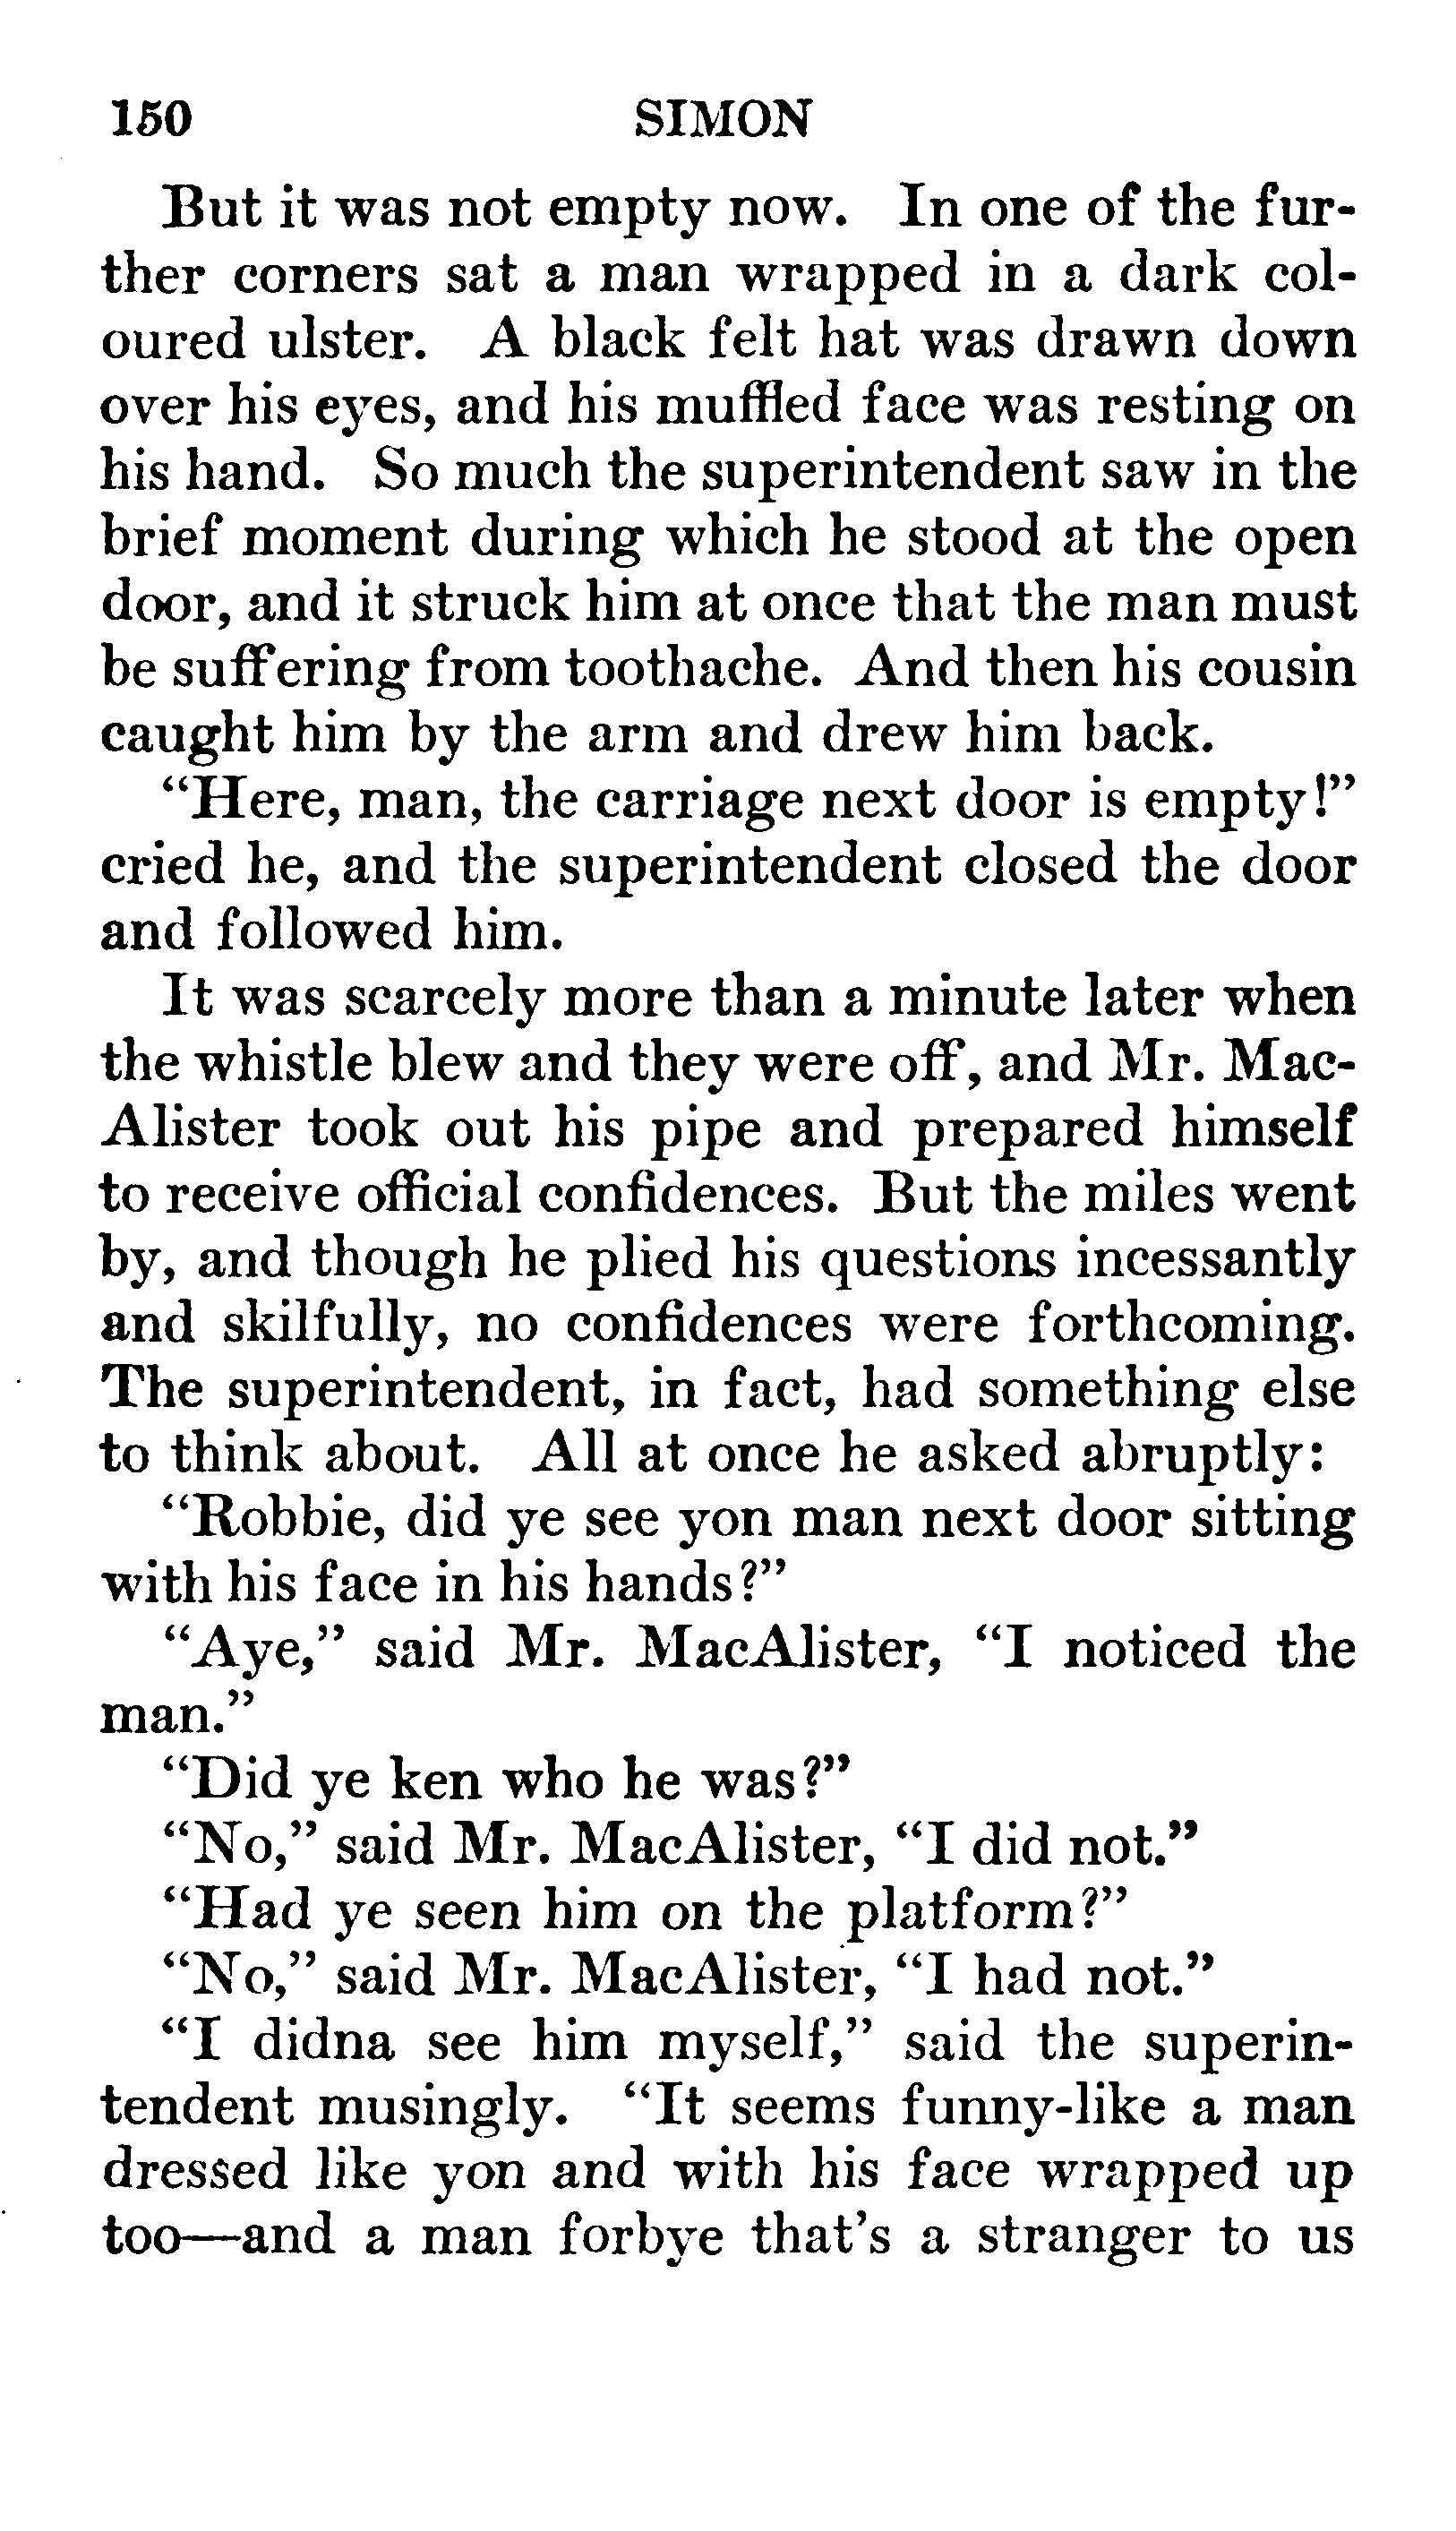 150 SIMON
But it was not empty now. In one of the fur-
ther corners sat a man wrapped in a dark col-
oured ulster. A black felt hat was drawn down
over his eyes, and his muffled face was resting on
his hand. So much the superintendent saw in the
brief moment during which he stood at the open
door, and it struck him at once that the man must
be suffering from toothache. And then his cousin
caught him by the arm and drew him back.
“Here, man, the carriage next door is empty!”
cried he, and the superintendent closed the door
and followed him.
It was scarcely more than a minute later when
the whistle blew and they were off, and Mr. Mac-
Alister took out his pipe and prepared himself
to receive official confidences. But the miles went
by, and though he plied his questions incessantly
and skilfully, no confidences were forthcoming.
The superintendent, in fact, had something else
to think about. All at once he asked abruptly:
“Robbie, did ye see yon man next door sitting
with his face in his hands?”
“Aye,” said Mr. MacAlister, “I noticed the
man.”
“Did ye ken who he was?”
“No,” said Mr. MacAlister, “I did not.”
“Had ye seen him on the platform?”
“No,” said Mr. MacAlister, “I had not.”
“I didna see him myself,” said the superin-
tendent musingly. “It seems funny-like a man
dressed like yon and with his face wrapped up
too—and a man forbye that’s a stranger to us